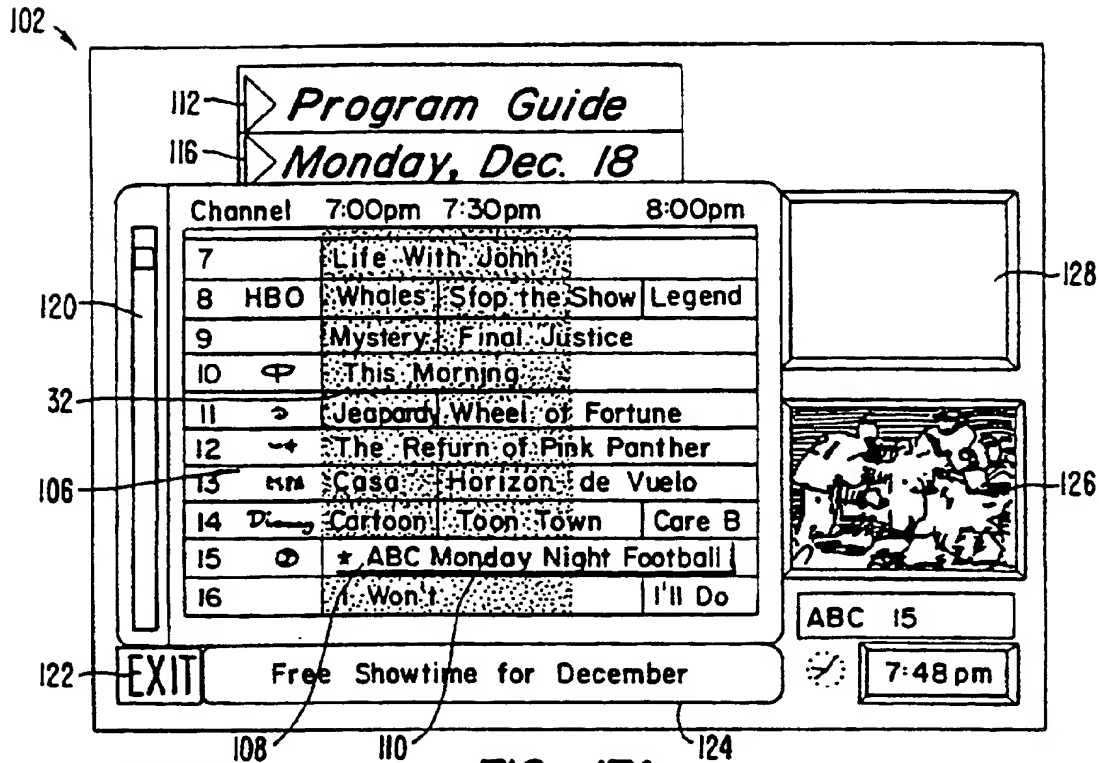 102
112
Program Guide
116
Monday, Dec. 18
Channel 7:00pm 7:30pm 8:00pm
7 Life With John
8 HBO Whales Stop the Show Legend
9 Mystery Final Justice
10 This Morning
11 Jeapardy Wheel of Fortune
12 The Return of Pink Panther
13 Casa Horizon de Vuelo
14 Disney Cartoon Toon Town Care B
15 ★ ABC Monday Night Football
16 I Won't I'll Do
120
32
106
128
126
ABC 15
7:48 pm
122
EXIT
Free Showtime for December
108
110
124